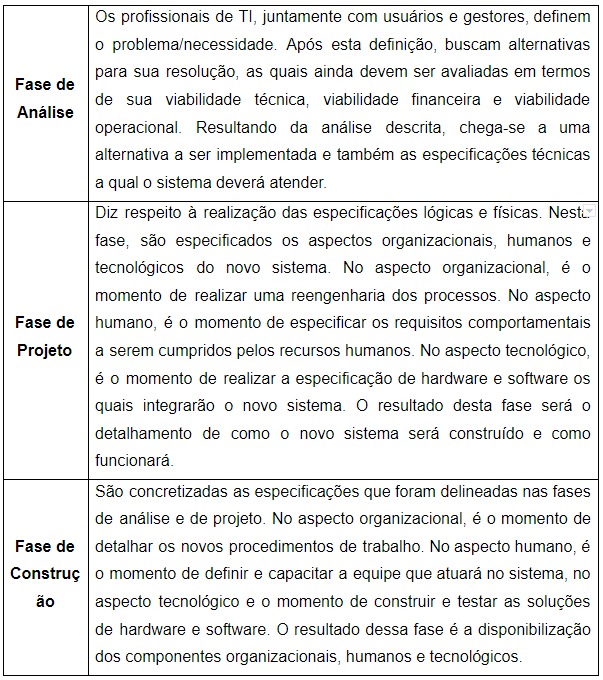 Fase de
Análise
Os profissionais de TI, juntamente com usuários e gestores, definem
o problema/necessidade. Após esta definição, buscam alternativas
para sua resolução, as quais ainda devem ser avaliadas em termos
de sua viabilidade técnica, viabilidade financeira e viabilidade
operacional. Resultando da análise descrita, chega-se a uma
alternativa a ser implementada e também as especificações técnicas
a qual o sistema deverá atender.
Fase de
Projeto
Diz respeito à realização das especificações lógicas e físicas. Nesta
fase, são especificados os aspectos organizacionais, humanos e
tecnológicos do novo sistema. No aspecto organizacional, é o
momento de realizar uma reengenharia dos processos. No aspecto
humano, é o momento de especificar os requisitos comportamentais
a serem cumpridos pelos recursos humanos. No aspecto tecnológico,
é o momento de realizar a especificação de hardware e software os
quais integrarão o novo sistema. O resultado desta fase será o
detalhamento de como o novo sistema será construído e como
funcionará.
Fase de
Construç
ão
São concretizadas as especificações que foram delineadas nas fases
de análise e de projeto. No aspecto organizacional, é o momento de
detalhar os novos procedimentos de trabalho. No aspecto humano, é
o momento de definir e capacitar a equipe que atuará no sistema, no
aspecto tecnológico e o momento de construir e testar as soluções
de hardware e software. O resultado dessa fase é a disponibilização
dos componentes organizacionais, humanos e tecnológicos.